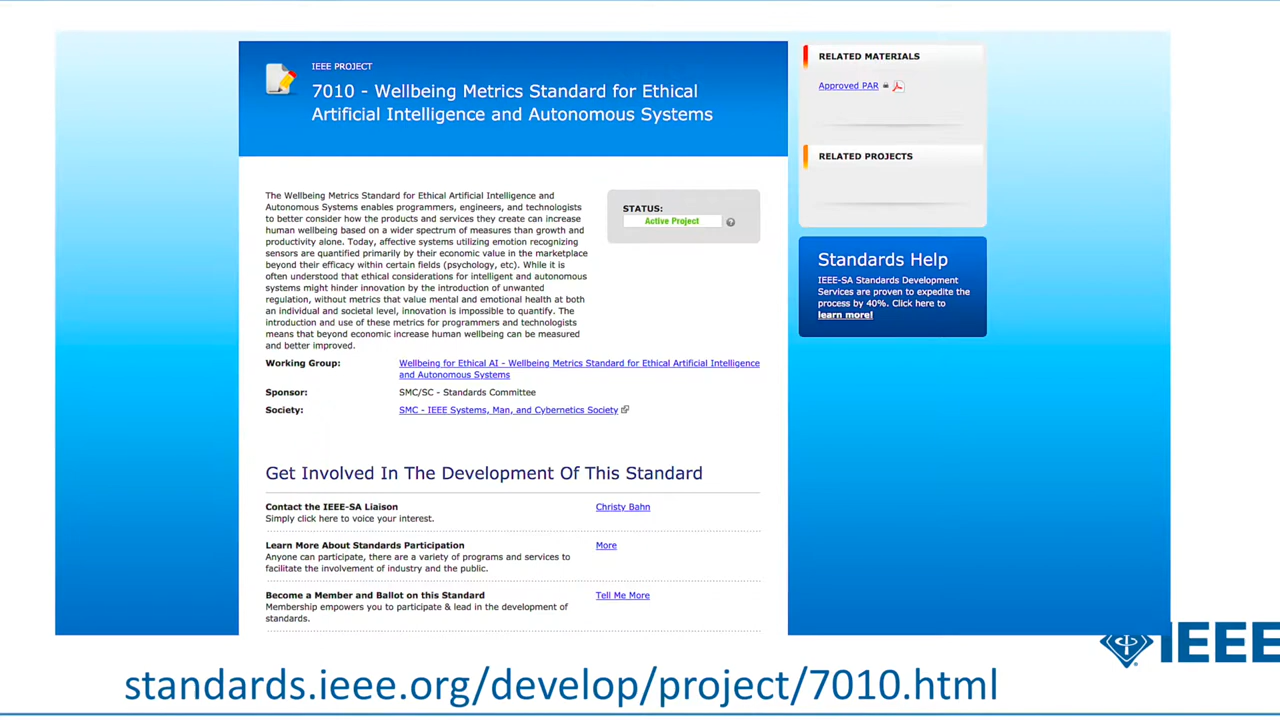 IEEE PROJECT
7010 - Wellbeing Metrics Standard for Ethical
Artificial Intelligence and Autonomous Systems
The Wellbeing Metrics Standard for Ethical Artificial Intelligence and
Autonomous Systems enables programmers, engineers, and technologists
to better consider how the products and services they create can increase
human wellbeing based on a wider spectrum of measures than growth and
productivity alone. Today, affective systems utilizing emotion recognizing
sensors are quantified primarily by their economic value in the marketplace
beyond their efficacy within certain fields (psychology, etc). While it is
often understood that ethical considerations for intelligent and autonomous
systems might hinder innovation by the introduction of unwanted
regulation, without metrics that value mental and emotional health at both
an individual and societal level, innovation is impossible to quantify. The
introduction and use of these metrics for programmers and technologists
means that beyond economic increase human wellbeing can be measured
and better improved.
STATUS:
Active Project
Working Group:
Wellbeing for Ethical AI - Wellbeing Metrics Standard for Ethical Artificial Intelligence
and Autonomous Systems
Sponsor:
SMC/SC - Standards Committee
Society:
SMC - IEEE Systems, Man, and Cybernetics Society
Get Involved In The Development Of This Standard
Contact the IEEE-SA Liaison
Simply click here to voice your interest.
Christy Bahn
Learn More About Standards Participation
Anyone can participate, there are a variety of programs and services to
facilitate the involvement of industry and the public.
More
Become a Member and Ballot on this Standard
Membership empowers you to participate & lead in the development of
standards.
Tell Me More
RELATED MATERIALS
Approved PAR
RELATED PROJECTS
Standards Help
IEEE-SA Standards Development
Services are proven to expedite the
process by 40%. Click here to
learn more!
IEEE
standards.ieee.org/develop/project/7010.html